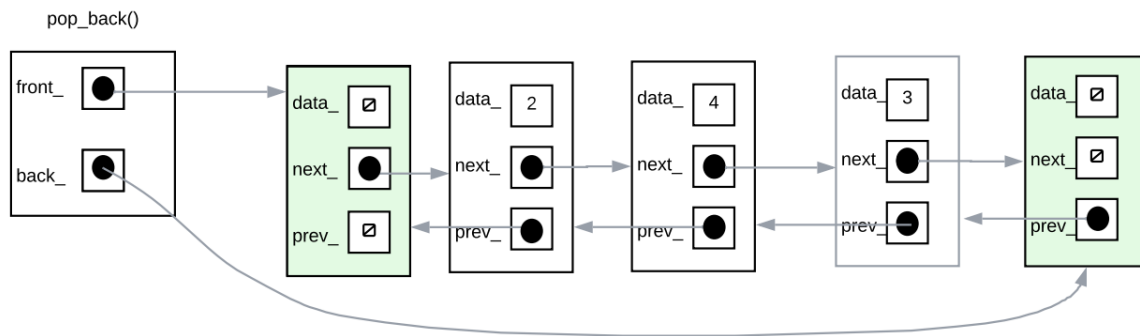 pop_back()
front_
back_
data_
next_
prev_
data_ 2
next_
prev_
data_ 4
next_
prev_
data_ 3
next_
prev_
data_
next_
prev_